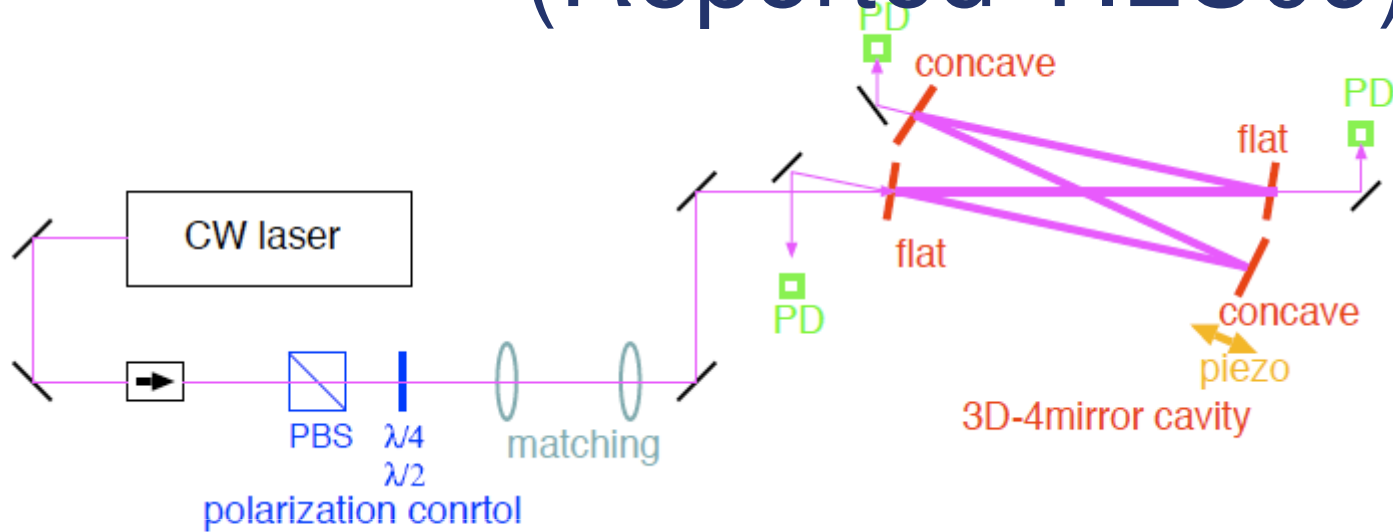 PD
concave
PD
flat
CW laser
flat
PD
concave
piezo
3D-4mirror cavity
PBS
λ/4
λ/2
matching
polarization conrtol